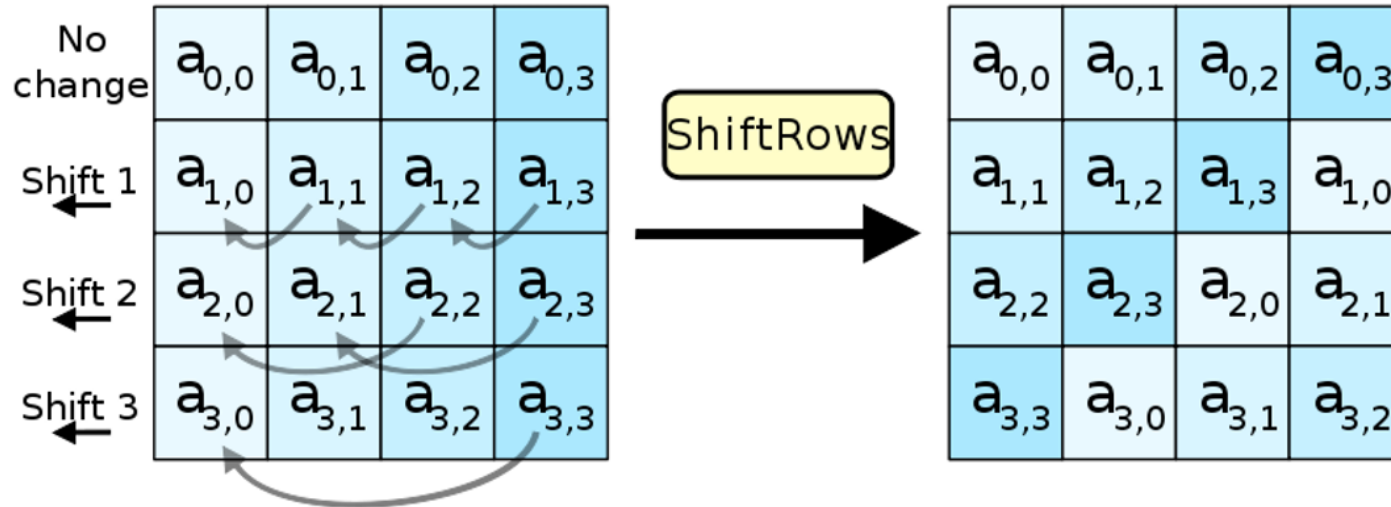 No
change
a0,0 a0,1 a0,2 a0,3
ShiftRows
a0,0 a0,1 a0,2 a0,3
Shift 1
a1,0 a1,1 a1,2 a1,3
a1,1 a1,2 a1,3 a1,0
Shift 2
a2,0 a2,1 a2,2 a2,3
a2,2 a2,3 a2,0 a2,1
Shift 3
a3,0 a3,1 a3,2 a3,3
a3,3 a3,0 a3,1 a3,2